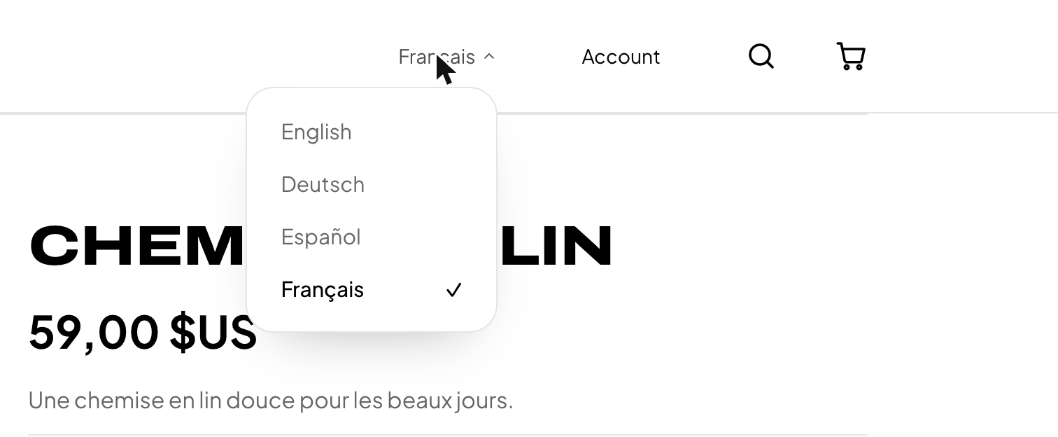 Français
Account
English
Deutsch
Español
Français
CHEM LIN
59,00 $US
Une chemise en lin douce pour les beaux jours.